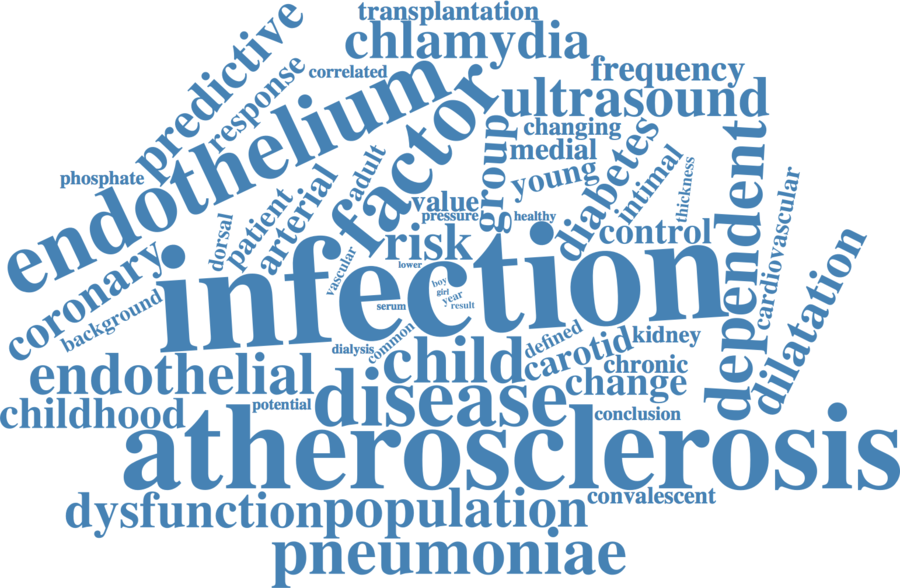 transplantation
chlamydia
predictive
response
correlated
frequency
endothelium
factor
ultrasound
phosphate
adult
group
changing
medial
young
diabetes
intimal
thickness
dependent
cardiovascular
dorsal
patient
arterial
value
pressure
healthy
control
coronary
background
infection
vascular
risk
lower
boy
girl
year
result
serum
dilatation
dialysis
common
child
defined
carotid
kidney
endothelial
chronic
change
childhood
potential
disease
conclusion
atherosclerosis
dysfunction
population
convalescent
pneumoniae